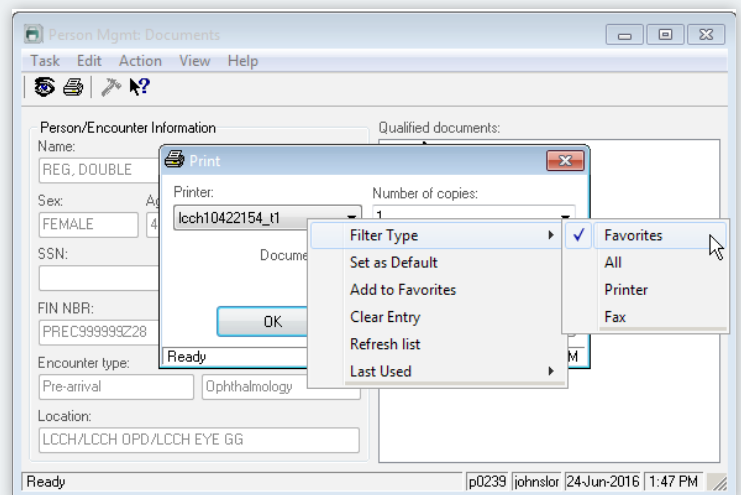 Person Mgmt: Documents
Task Edit Action View Help
Person/Encounter Information
Qualified documents:
Name:
REG, DOUBLE
Print
Sex:
Printer:
Number of copies:
FEMALE
4
lcch10422154_t1
1
Filter Type
Favorites
SSN:
Set as Default
All
Add to Favorites
Printer
FIN NBR:
OK
Clear Entry
Fax
PREC999999Z28
Refresh list
Encounter type:
Ready
Last Used
M
Pre-arrival
Ophthalmology
Location:
LCCH/LCCH OPD/LCCH EYE GG
Ready
p0239 johnslor 24-Jun-2016 1:47 PM